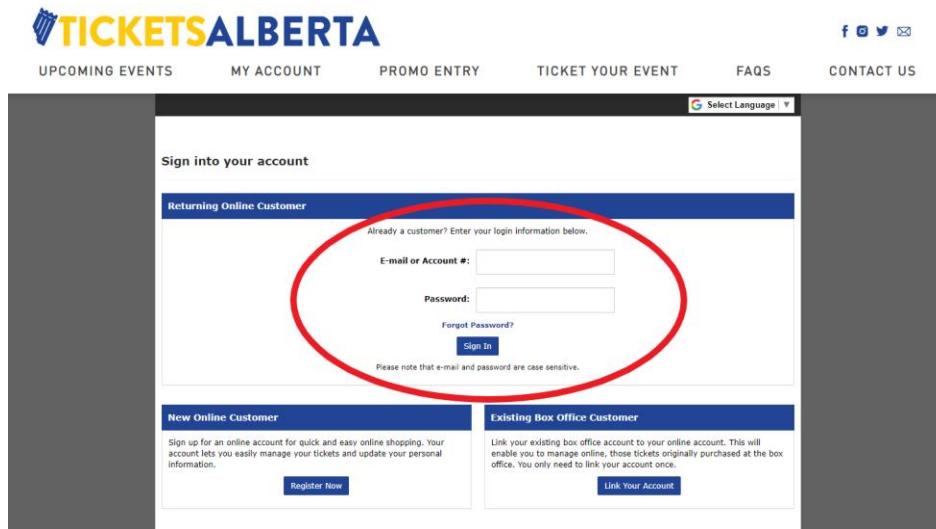 TICKETSALBERTA
UPCOMING EVENTS MY ACCOUNT PROMO ENTRY TICKET YOUR EVENT FAQS CONTACT US
Select Language ▼
Sign into your account
Returning Online Customer
Already a customer? Enter your login information below.
E-mail or Account #:
Password:
Forgot Password?
Sign In
Please note that e-mail and password are case sensitive.
New Online Customer
Sign up for an online account for quick and easy online shopping. Your
account lets you easily manage your tickets and update your personal
information.
Register Now
Existing Box Office Customer
Link your existing box office account to your online account. This will
enable you to manage online, those tickets originally purchased at the box
office. You only need to link your account once.
Link Your Account